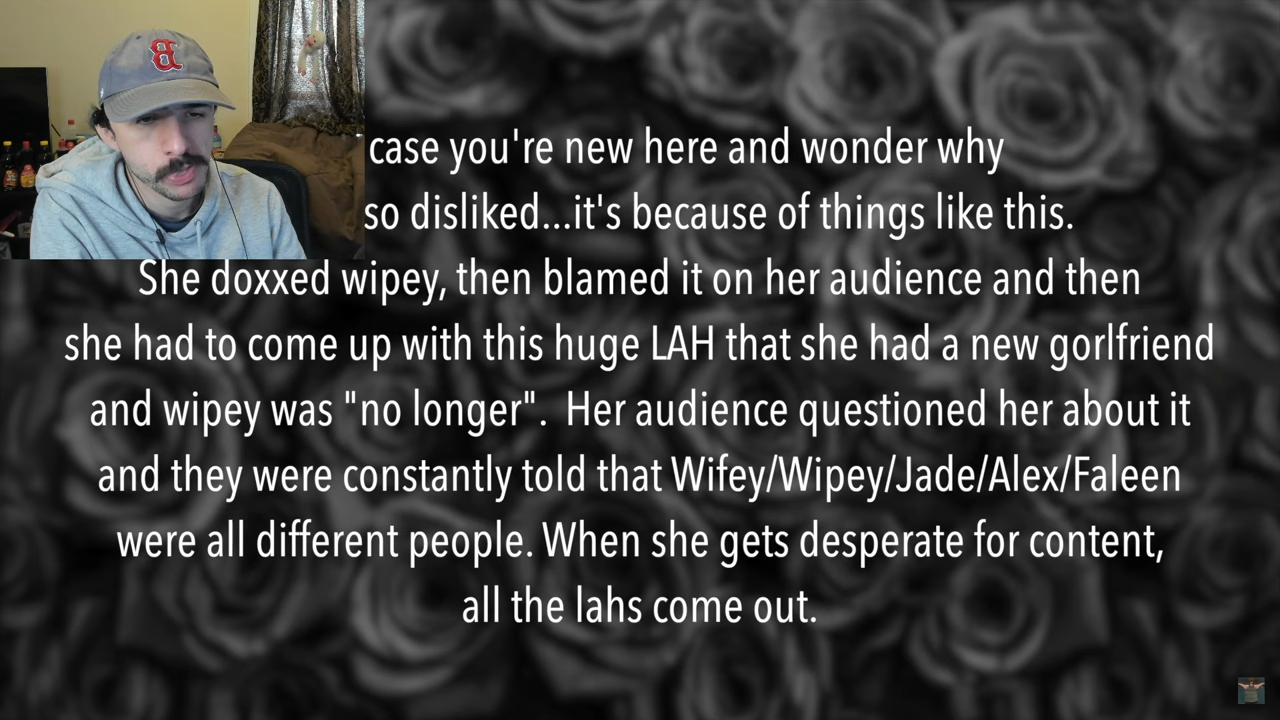 B
case you're new here and wonder why
so disliked...it's because of things like this.
She doxxed wipey, then blamed it on her audience and then
she had to come up with this huge LAH that she had a new gorlfriend
and wipey was "no longer". Her audience questioned her about it
and they were constantly told that Wifey/Wipey/Jade/Alex/Faleen
were all different people. When she gets desperate for content,
all the lahs come out.